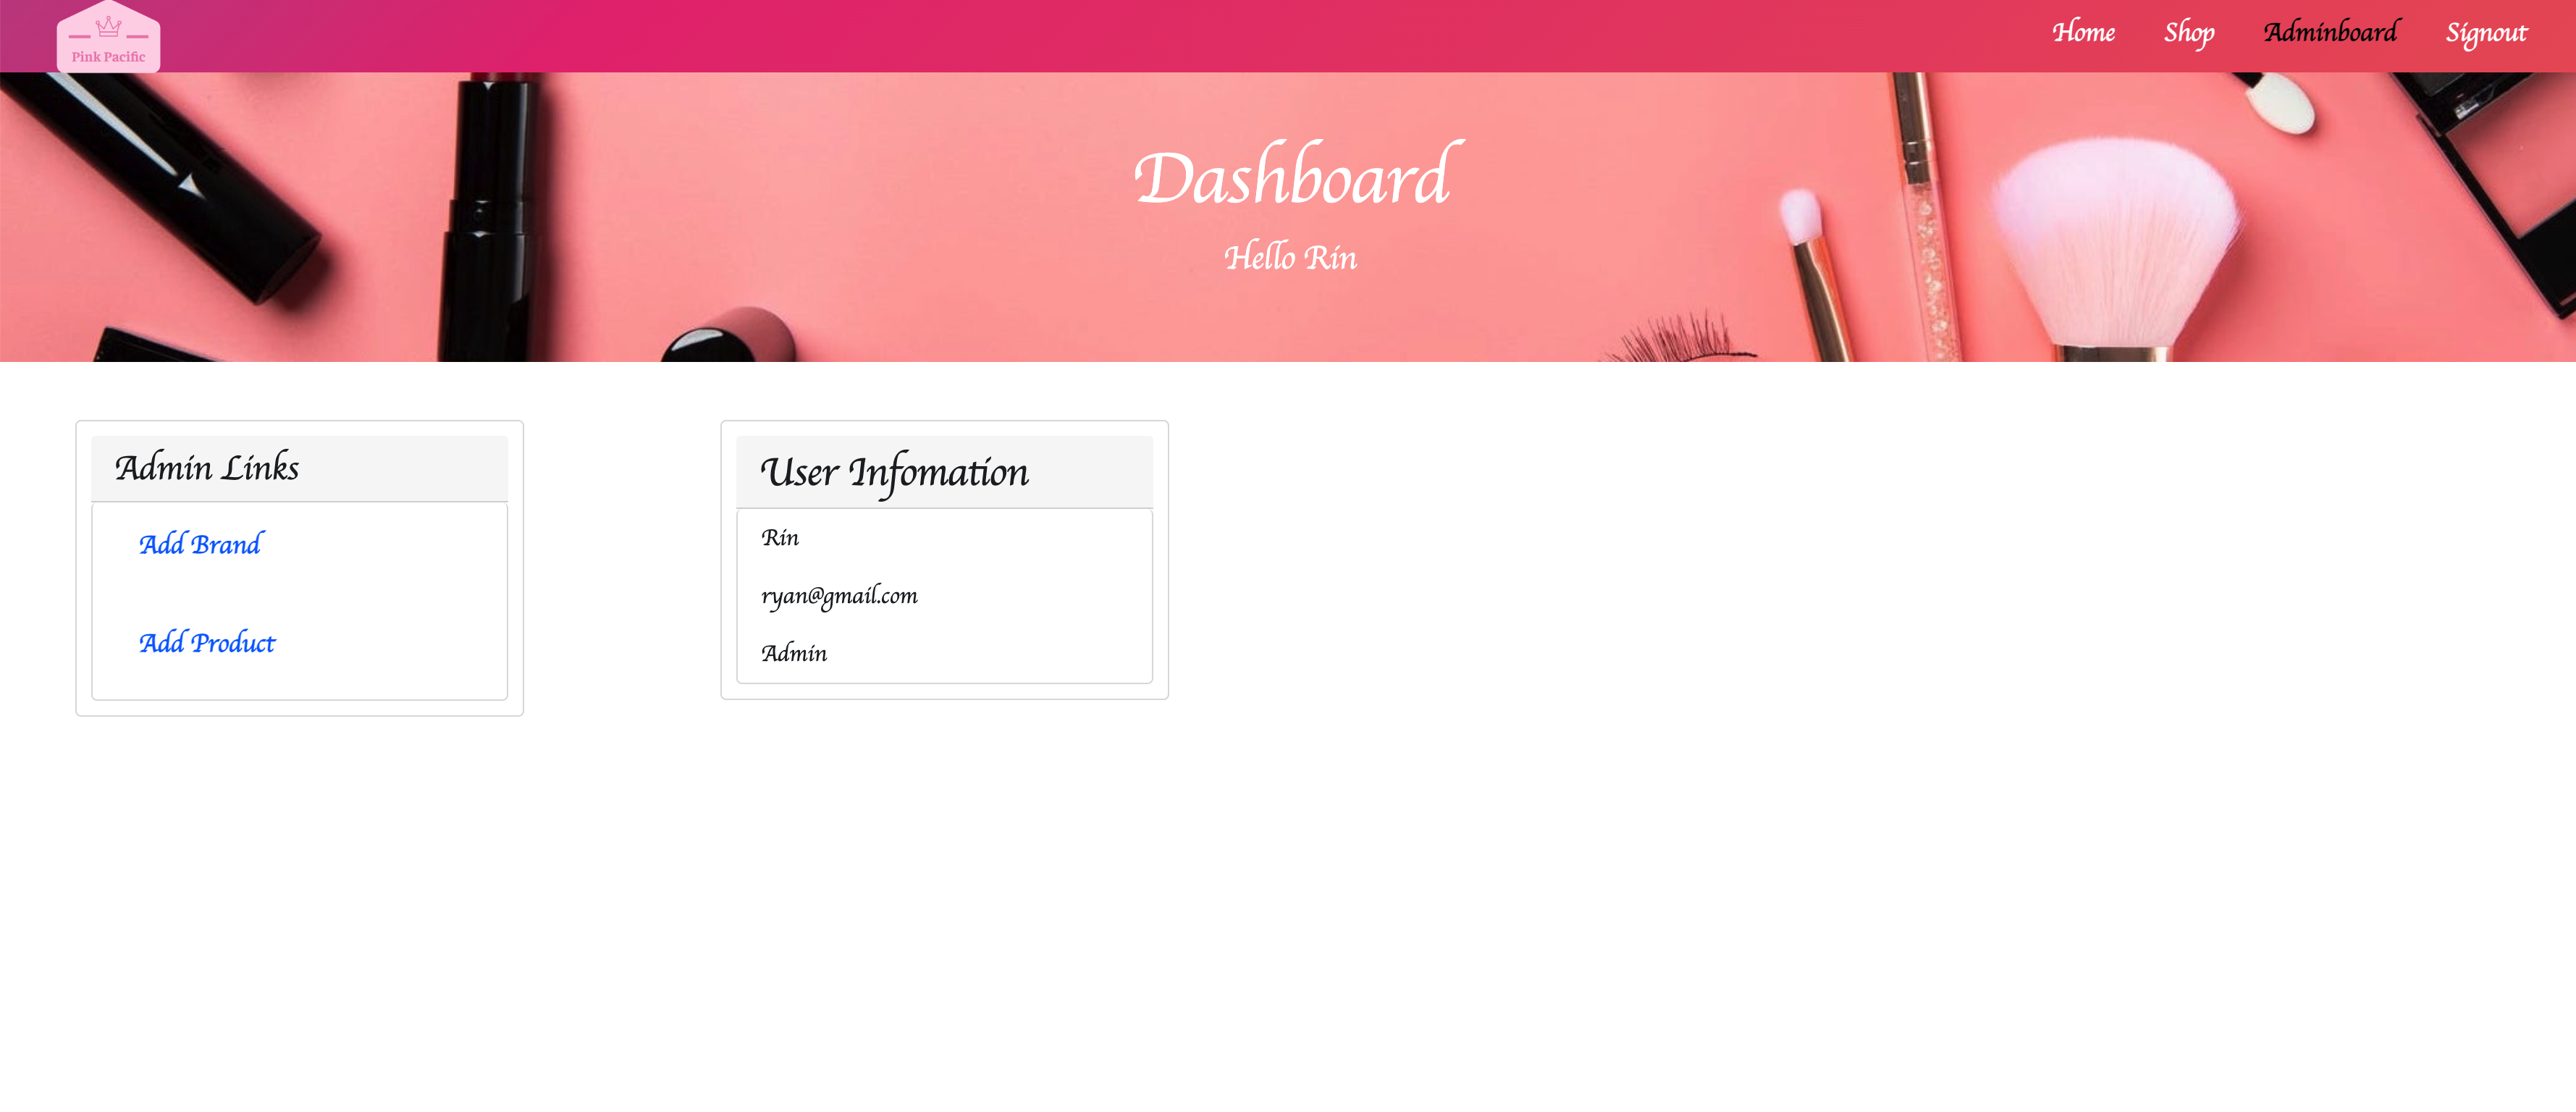 Pink Pacific
Home Shop Adminboard Signout
Dashboard
Hello Rin
Admin Links
Add Brand
Add Product
User Infomation
Rin
ryan@gmail.com
Admin